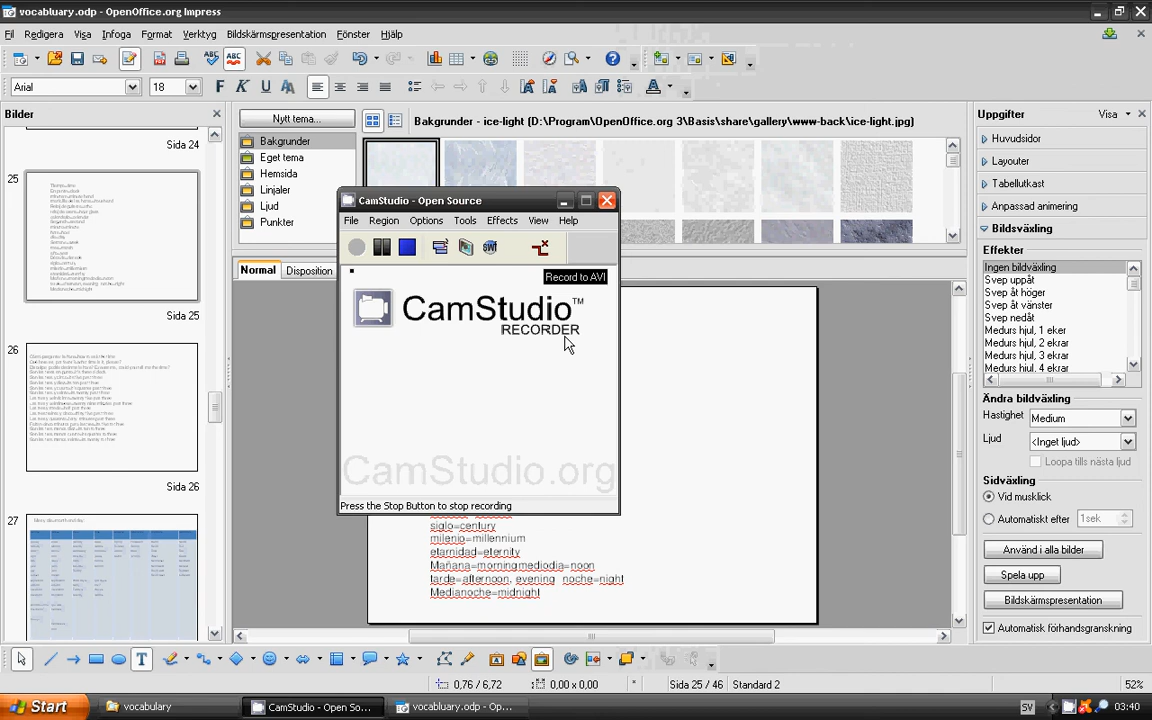 vocabluary.odp - OpenOffice.org Impress
Fil Redigera Visa Infoga Format Verktyg Bildskärmspresentation Fönster Hjälp
Arial 18 F K U
Bilder
Sida 24
25
Sida 25
26
Sida 26
27
Nytt tema...
Bakgrunder - ice-light (D:\Program\OpenOffice.org 3\Basis\share\gallery\www-back\ice-light.jpg)
Bakgrunder
Eget tema
Hemsida
Linjaler
Ljud
Punkter
Normal Disposition
CamStudio - Open Source
File Region Options Tools Effects View Help
Record to AVI
CamStudio™
RECORDER
CamStudio.org
Press the Stop Button to stop recording
siglo=century
milenio=millennium
etarnidad=eternity
Mañana=morning mediodia=noon
tarde=afternoon, evening noche=night
Medianoche=midnight
Uppgifter Visa
Huvudsidor
Layouter
Tabellutkast
Anpassad animering
Bildsväxling
Effekter
Ingen bildväxling
Svep uppåt
Svep åt höger
Svep åt vänster
Svep nedåt
Medurs hjul, 1 eker
Medurs hjul, 2 ekrar
Medurs hjul, 3 ekrar
Medurs hjul, 4 ekrar
Ändra bildväxling
Hastighet Medium
Ljud <Inget ljud>
Loopa tills nästa ljud
Sidväxling
Vid musklick
Automatiskt efter 1sek
Använd i alla bilder
Spela upp
Bildskärmspresentation
Automatisk förhandsgranskning
0,76 / 6,72 0,00 x 0,00 * Sida 25 / 46 Standard 2 52%
Start vocabulary CamStudio - Open So... vocabluary.odp - Op... SV 03:40